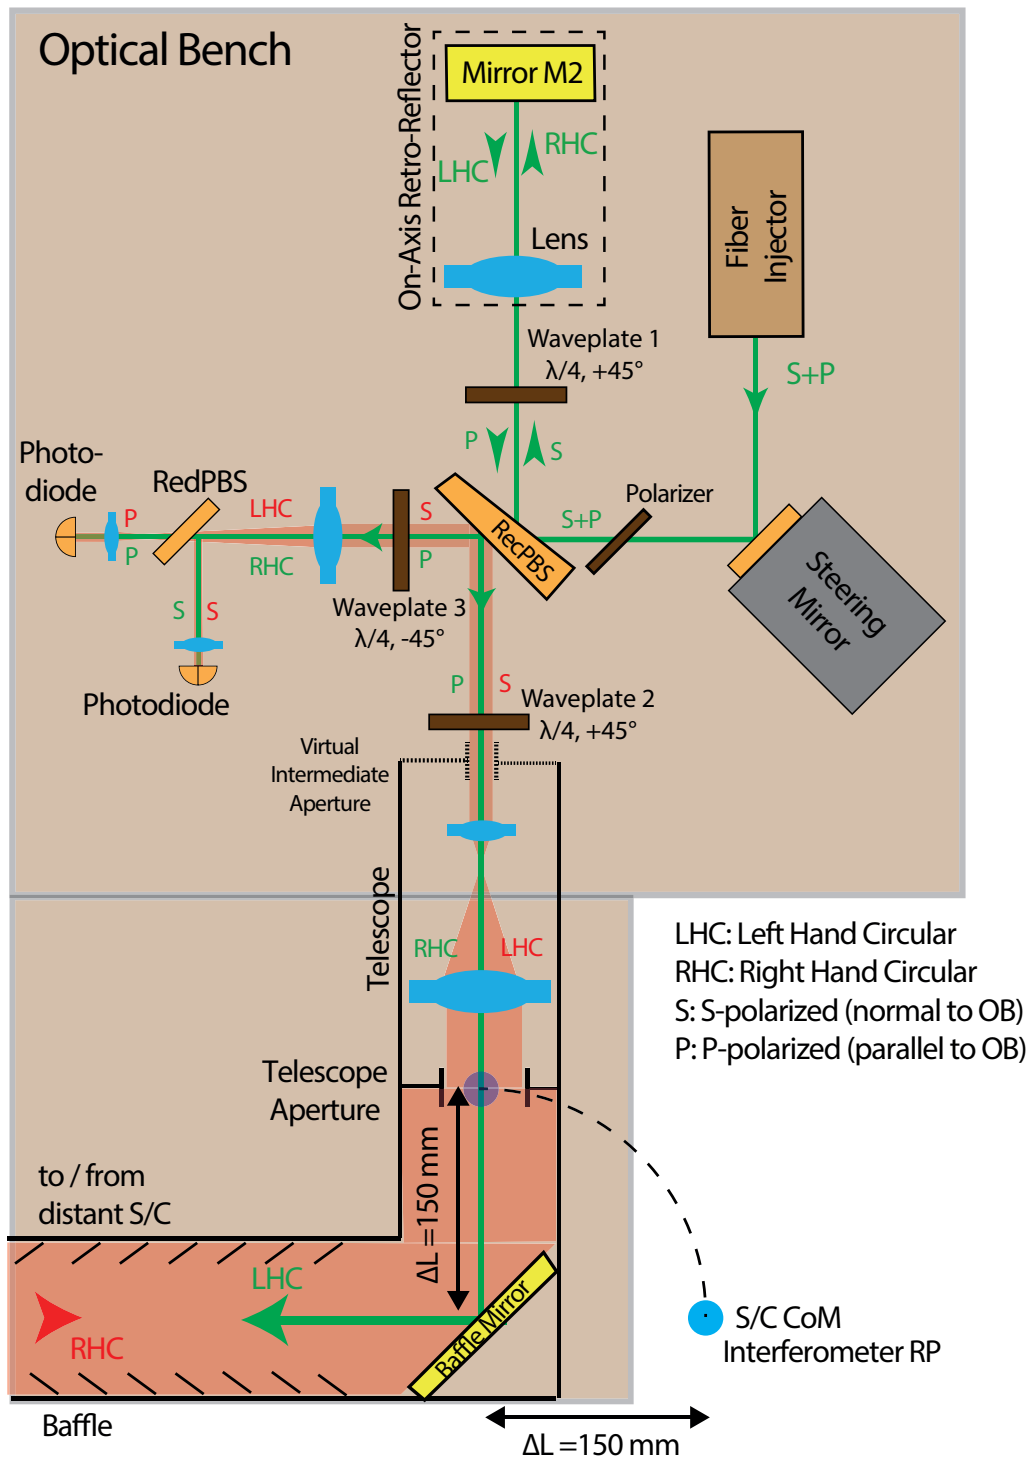 Optical Bench
On-Axis Retro-Reflector
Mirror M2
LHC
RHC
Lens
Fiber
Injector
Waveplate 1
λ/4, +45°
S+P
P
S
Photo-
diode
RedPBS
LHC
RHC
S
P
P
P
S
S
RecPBS
S+P
Polarizer
Steering
Mirror
Waveplate 3
λ/4, -45°
Photodiode
P
S
Waveplate 2
λ/4, +45°
Virtual
Intermediate
Aperture
Telescope
RHC
LHC
LHC: Left Hand Circular
RHC: Right Hand Circular
S: S-polarized (normal to OB)
P: P-polarized (parallel to OB)
Telescope
Aperture
ΔL =150 mm
to / from
distant S/C
LHC
RHC
Baffle Mirror
S/C CoM
Interferometer RP
Baffle
ΔL =150 mm